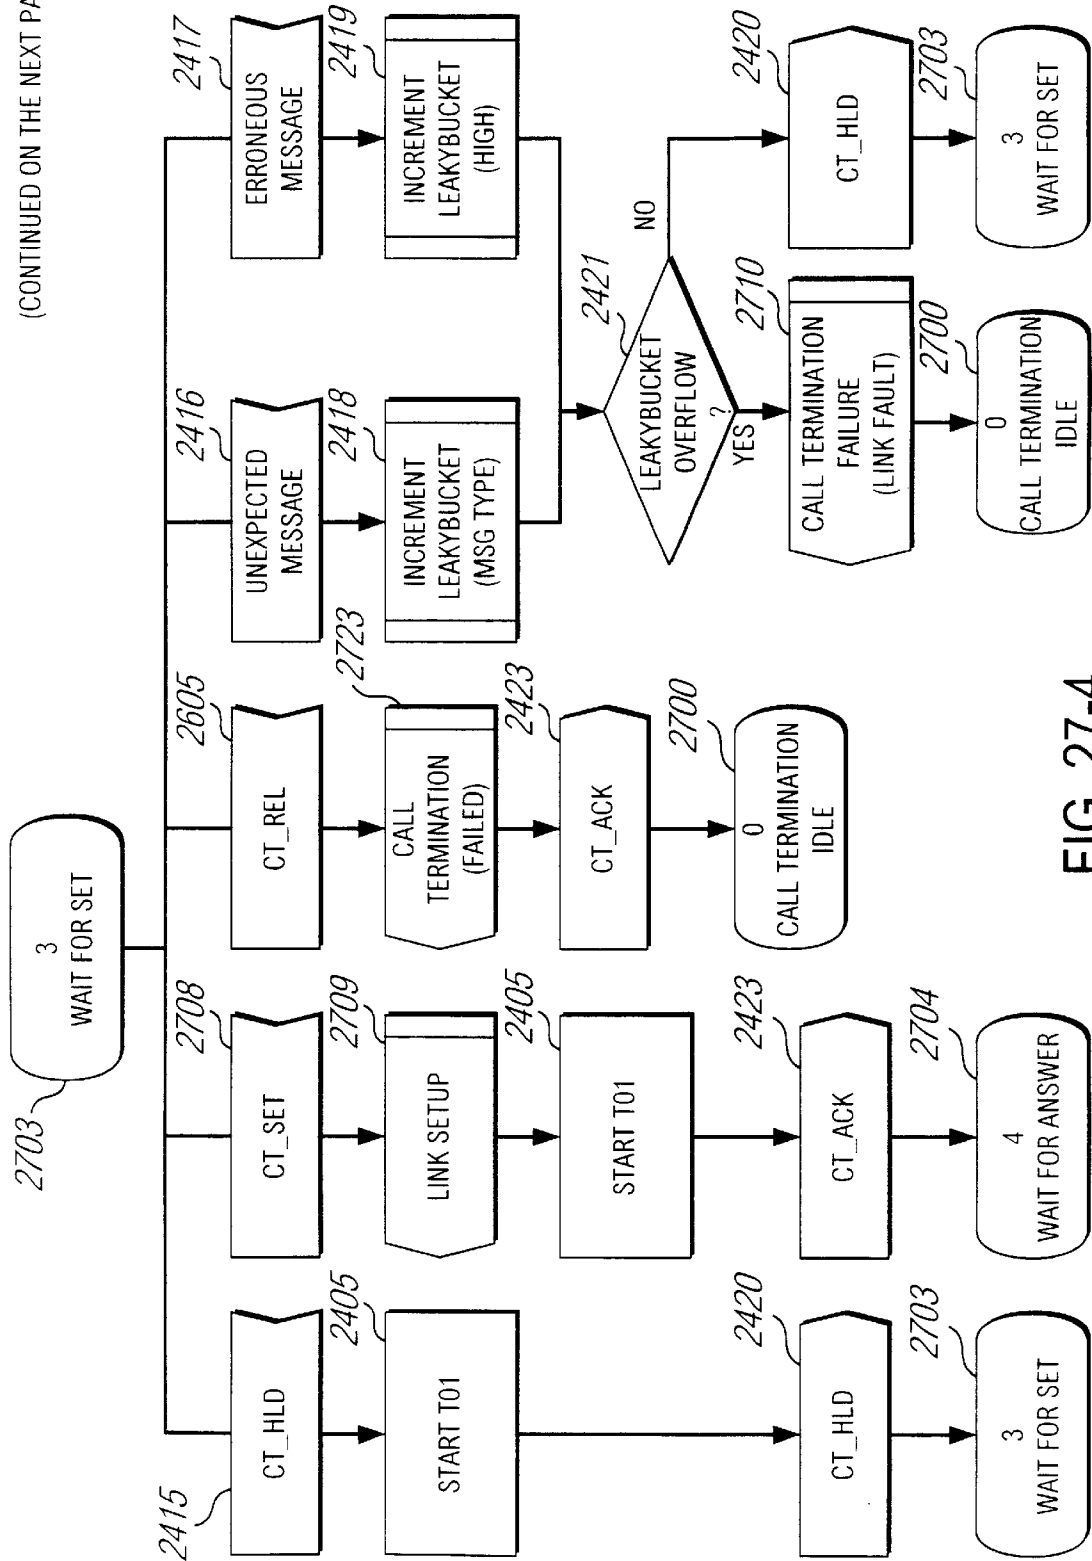 (CONTINUED ON THE NEXT PA
2703
3
WAIT FOR SET
2415
CT_HLD
2405
START T01
2420
CT_HLD
2703
3
WAIT FOR SET
2708
CT_SET
2709
LINK SETUP
2405
START T01
2423
CT_ACK
2704
4
WAIT FOR ANSWER
2605
CT_REL
2723
CALL
TERMINATION
(FAILED)
2423
CT_ACK
2700
0
CALL TERMINATION
IDLE
2416
UNEXPECTED
MESSAGE
2418
INCREMENT
LEAKYBUCKET
(MSG TYPE)
2417
ERRONEOUS
MESSAGE
2419
INCREMENT
LEAKYBUCKET
(HIGH)
2421
LEAKYBUCKET
OVERFLOW
?
YES
NO
2710
CALL TERMINATION
FAILURE
(LINK FAULT)
2700
0
CALL TERMINATION
IDLE
2420
CT_HLD
2703
3
WAIT FOR SET
FIG. 27-4